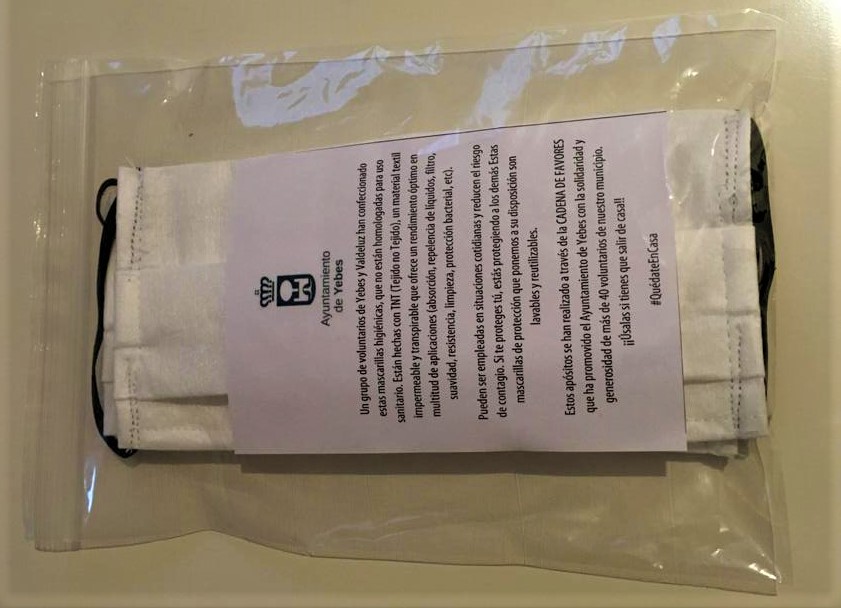 Ayuntamiento
de Yebes
Un grupo de voluntarios de Yebes y Valdeluz han confeccionado
estas mascarillas higiénicas, que no están homologadas para uso
sanitario. Están hechas con TNT (Tejido no Tejido), un material textil
impermeable y transpirable que ofrece un rendimiento óptimo en
multitud de aplicaciones (absorción, repelencia de líquidos, filtro,
suavidad, resistencia, limpieza, protección bacterial, etc).
Pueden ser empleadas en situaciones cotidianas y reducen el riesgo
de contagio. Si te proteges tú, estás protegiendo a los demás Estas
mascarillas de protección que ponemos a su disposición son
lavables y reutilizables.
Estos apósitos se han realizado a través de la CADENA DE FAVORES
que ha promovido el Ayuntamiento de Yebes con la solidaridad y
generosidad de más de 40 voluntarios de nuestro municipio.
¡¡Úsalas si tienes que salir de casa!!
#QuédateEnCasa